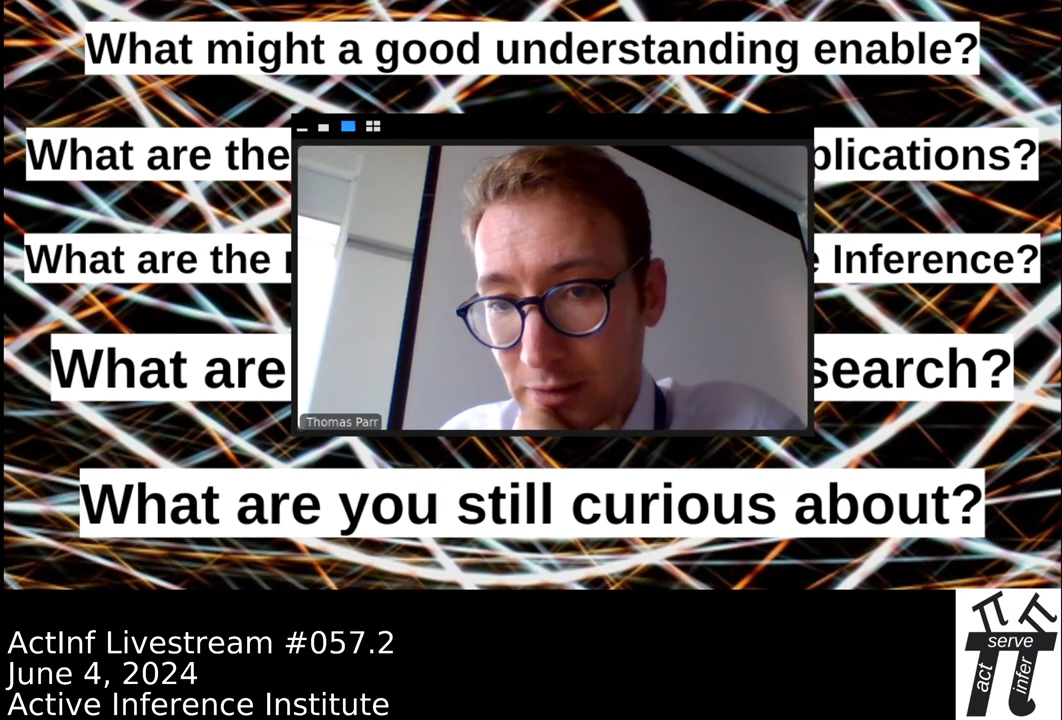 What might a good understanding enable?
What are the
plications?
What are the
e Inference?
What are
search?
Thomas Parr
What are you still curious about?
ActInf Livestream #057.2
June 4, 2024
Active Inference Institute
serve
act
infer